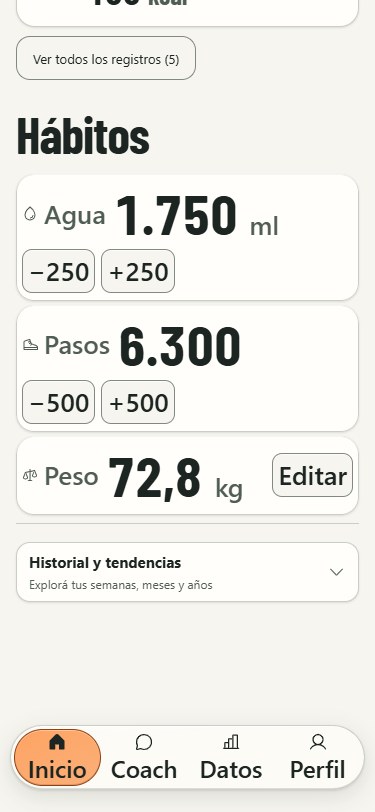 Ver todos los registros (5)
Hábitos
Agua 1.750 ml
−250 +250
Pasos 6.300
−500 +500
Peso 72,8 kg Editar
Historial y tendencias
Explorá tus semanas, meses y años
Inicio Coach Datos Perfil